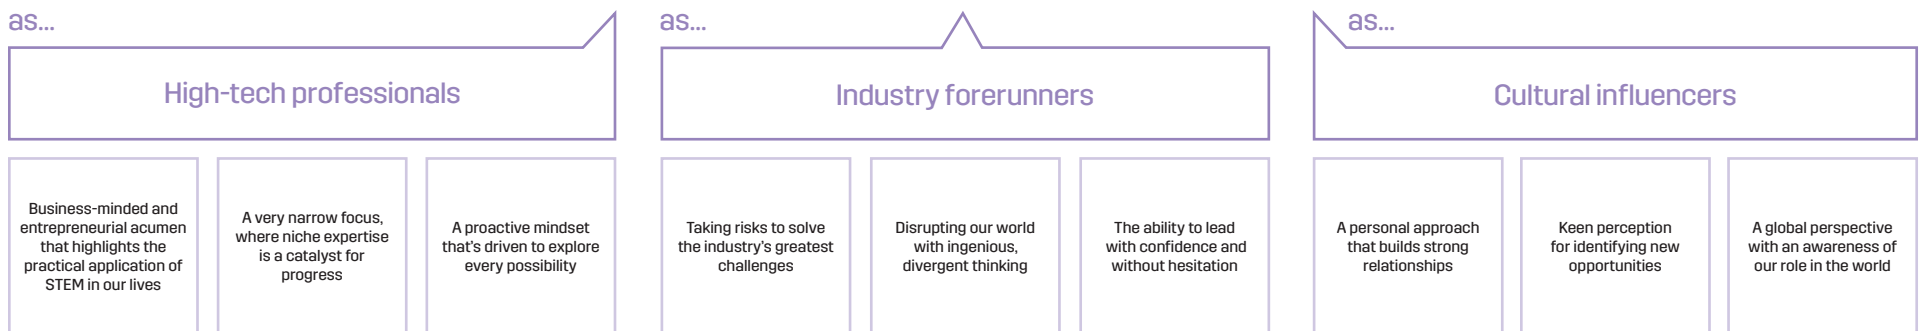 as...
High-tech professionals
Business-minded and
entrepreneurial acumen
that highlights the
practical application of
STEM in our lives
A very narrow focus,
where niche expertise
is a catalyst for
progress
A proactive mindset
that's driven to explore
every possibility
as...
Industry forerunners
Taking risks to solve
the industry's greatest
challenges
Disrupting our world
with ingenious,
divergent thinking
The ability to lead
with confidence and
without hesitation
as...
Cultural influencers
A personal approach
that builds strong
relationships
Keen perception
for identifying new
opportunities
A global perspective
with an awareness of
our role in the world